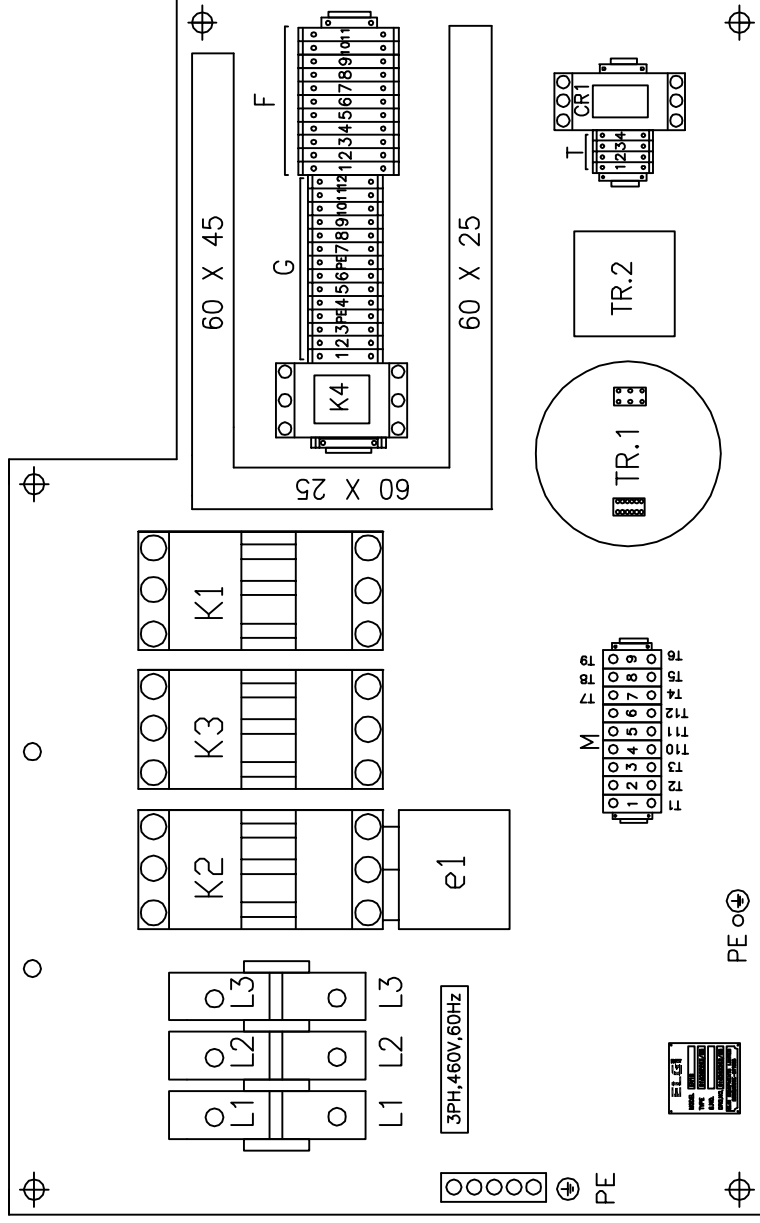 60 X 45
F
1 2 3 4 5 6 7 8 9 10 11
G
1 2 3 PE 4 5 6 PE 7 8 9 10 11 12
K4
60 X 25
60 X 25
CR1
T
1 2 3 4
TR.2
TR.1
K1
K3
K2
e1
T7 T8 T9
M
1 2 3 4 5 6 7 8 9
T1 T2 T3 T10 T11 T12 T4 T5 T6
L1 L2 L3
L1 L2 L3
3PH,460V,60Hz
PE
PE
ELGI
MODEL
TYPE